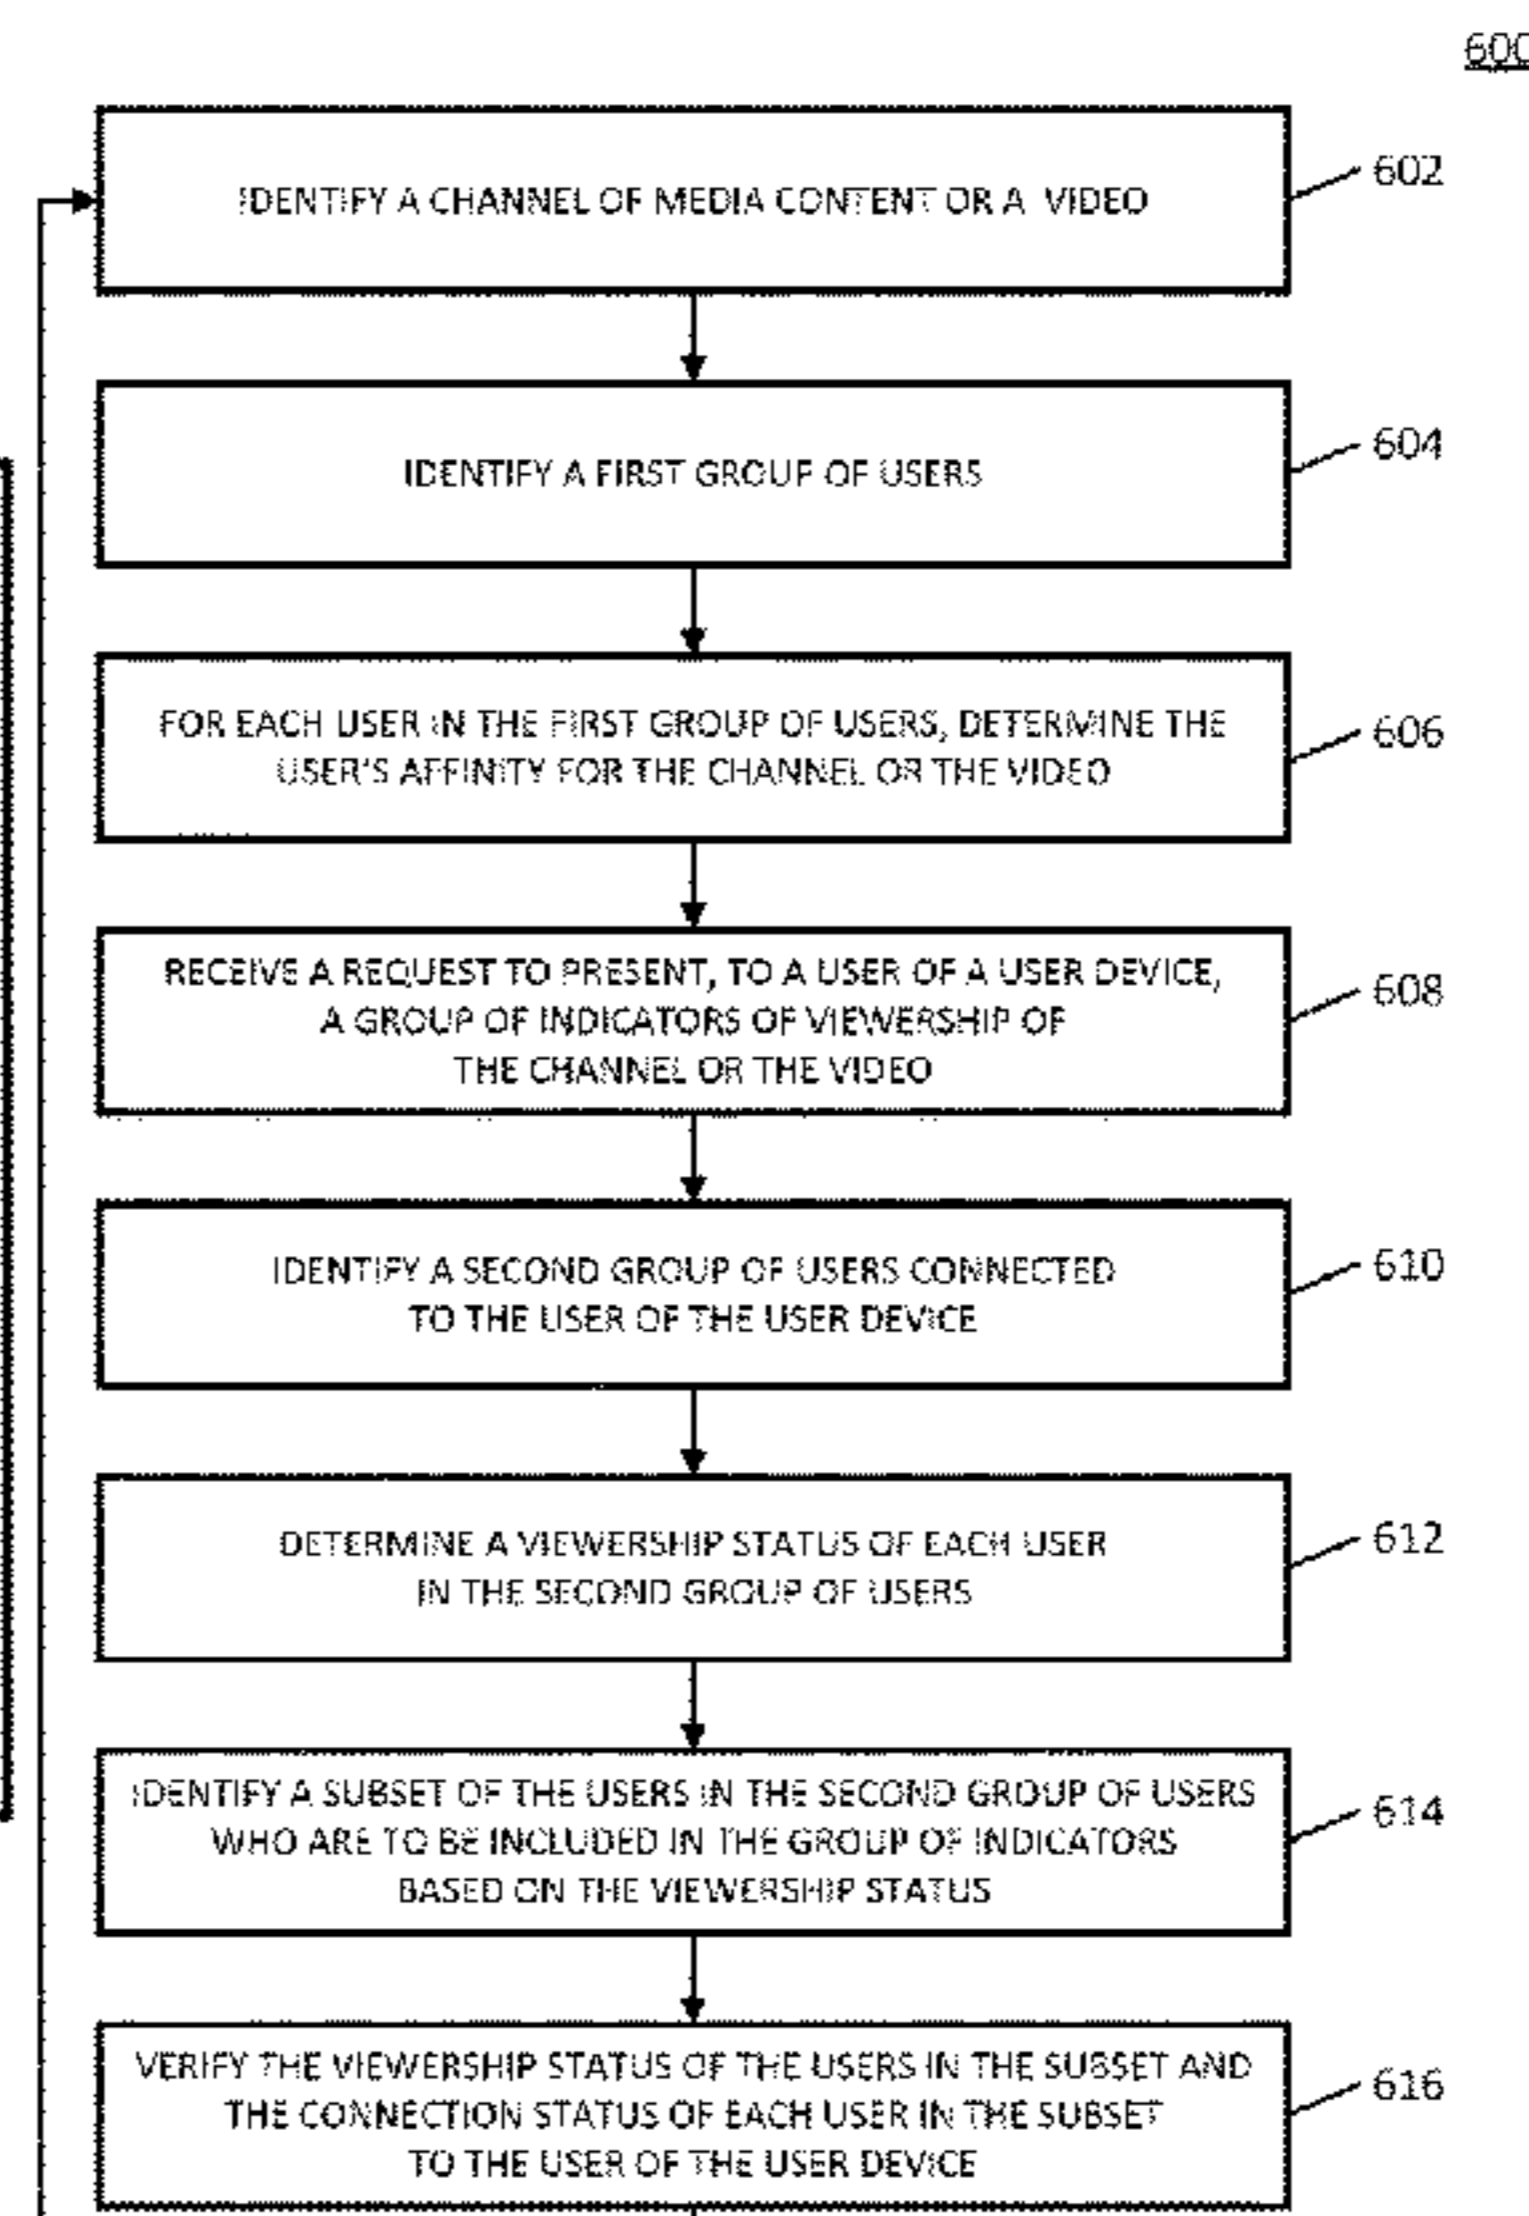 600
IDENTIFY A CHANNEL OF MEDIA CONTENT OR A VIDEO
602
IDENTIFY A FIRST GROUP OF USERS
604
FOR EACH USER IN THE FIRST GROUP OF USERS, DETERMINE THE
USER'S AFFINITY FOR THE CHANNEL OR THE VIDEO
606
RECEIVE A REQUEST TO PRESENT, TO A USER OF A USER DEVICE,
A GROUP OF INDICATORS OF VIEWERSHIP OF
THE CHANNEL OR THE VIDEO
608
IDENTIFY A SECOND GROUP OF USERS CONNECTED
TO THE USER OF THE USER DEVICE
610
DETERMINE A VIEWERSHIP STATUS OF EACH USER
IN THE SECOND GROUP OF USERS
612
IDENTIFY A SUBSET OF THE USERS IN THE SECOND GROUP OF USERS
WHO ARE TO BE INCLUDED IN THE GROUP OF INDICATORS
BASED ON THE VIEWERSHIP STATUS
614
VERIFY THE VIEWERSHIP STATUS OF THE USERS IN THE SUBSET AND
THE CONNECTION STATUS OF EACH USER IN THE SUBSET
TO THE USER OF THE USER DEVICE
616